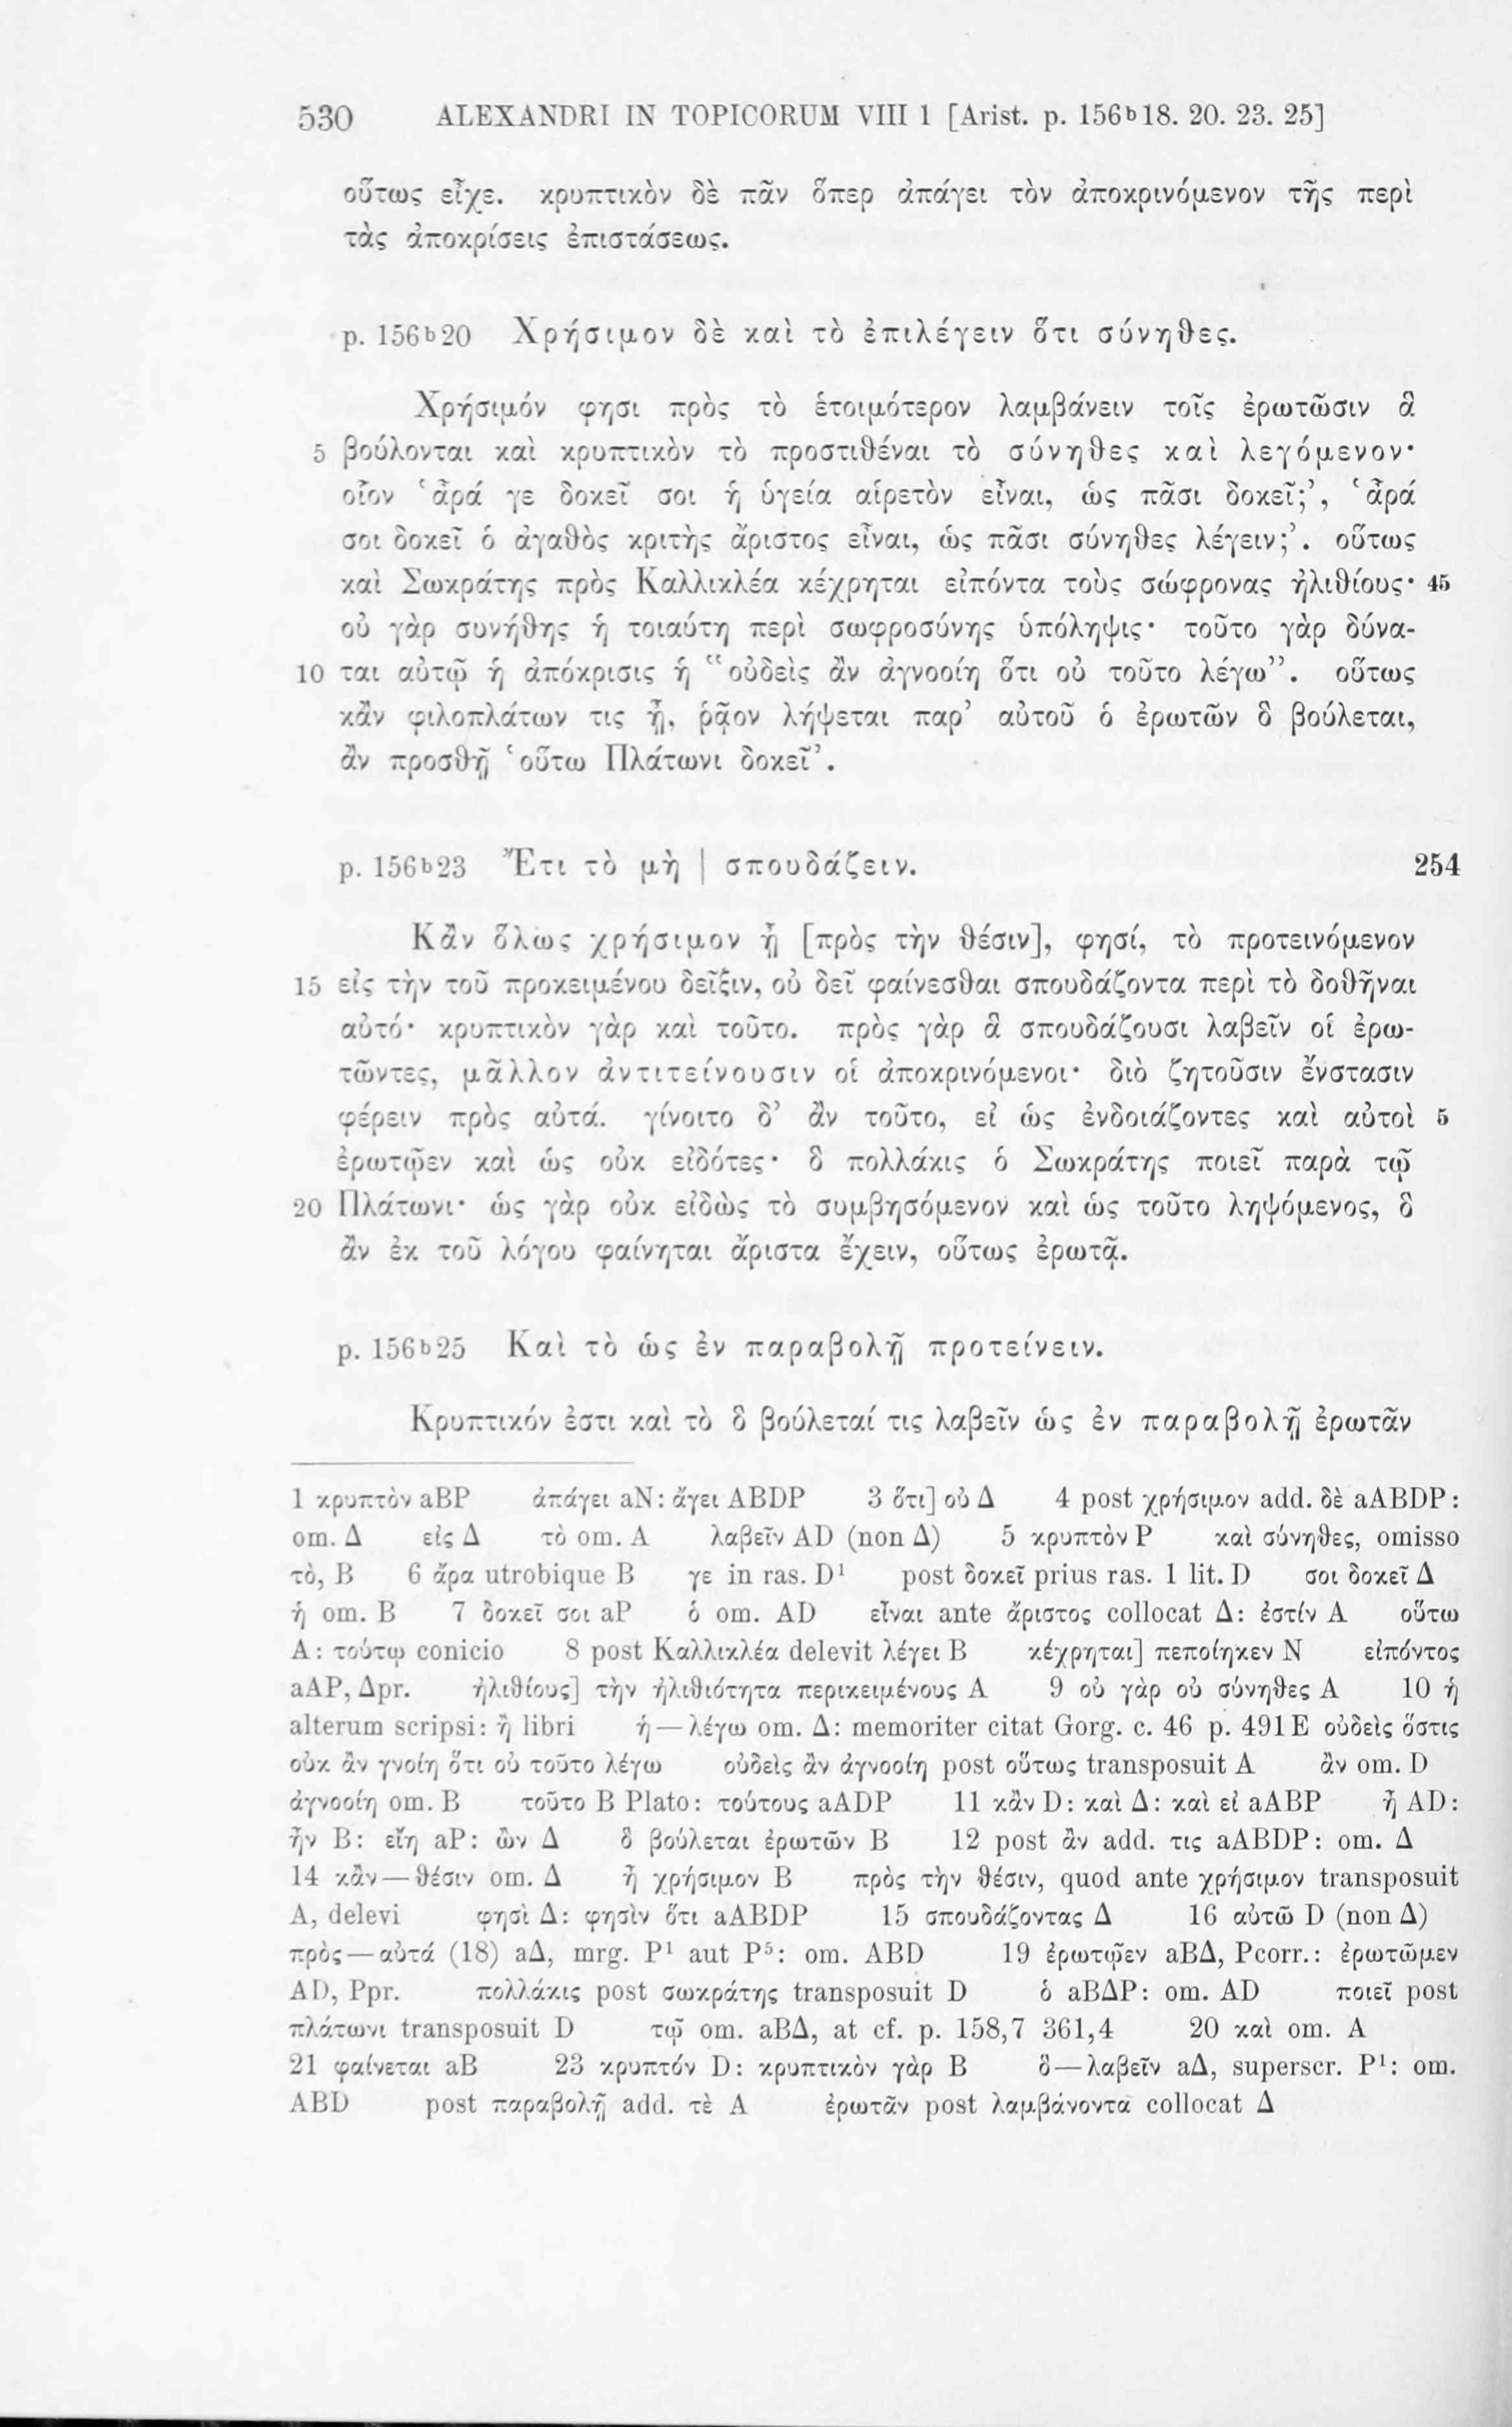 530 ALEXANDRI IN TOPICORUM VIII 1 [Arist. p. 156b18. 20. 23. 25]
οὕτως εἶχε. κρυπτικὸν δὲ πᾶν ὅπερ ἀπάγει τὸν ἀποκρινόμενον τῆς περὶ
τὰς ἀποκρίσεις ἐπιστάσεως.
p. 156b20 Χρήσιμον δὲ καὶ τὸ ἐπιλέγειν ὅτι σύνηθες.
Χρήσιμόν φησι πρὸς τὸ ἑτοιμότερον λαμβάνειν τοῖς ἐρωτῶσιν ἃ
5 βούλονται καὶ κρυπτικὸν τὸ προστιθέναι τὸ σύνηθες καὶ λεγόμενον·
οἷον ‘ἆρά γε δοκεῖ σοι ἡ ὑγεία αἱρετὸν εἶναι, ὡς πᾶσι δοκεῖ;’, ‘ἆρά
σοι δοκεῖ ὁ ἀγαθὸς κριτὴς ἄριστος εἶναι, ὡς πᾶσι σύνηθες λέγειν;’. οὕτως
καὶ Σωκράτης πρὸς Καλλικλέα κέχρηται εἰπόντα τοὺς σώφρονας ἠλιθίους· 45
οὐ γὰρ συνήθης ἡ τοιαύτη περὶ σωφροσύνης ὑπόληψις· τοῦτο γὰρ δύνα-
10 ται αὐτῷ ἡ ἀπόκρισις ἡ “οὐδεὶς ἂν ἀγνοοίη ὅτι οὐ τοῦτο λέγω”. οὕτως
κἂν φιλοπλάτων τις ᾖ, ῥᾷον λήψεται παρ’ αὐτοῦ ὁ ἐρωτῶν ὃ βούλεται,
ἂν προσθῇ ‘οὕτω Πλάτωνι δοκεῖ’.
p. 156b23 Ἔτι τὸ μὴ | σπουδάζειν. 254
Κἂν ὅλως χρήσιμον ᾖ [πρὸς τὴν θέσιν], φησί, τὸ προτεινόμενον
15 εἰς τὴν τοῦ προκειμένου δεῖξιν, οὐ δεῖ φαίνεσθαι σπουδάζοντα περὶ τὸ δοθῆναι
αὐτό· κρυπτικὸν γὰρ καὶ τοῦτο. πρὸς γὰρ ἃ σπουδάζουσι λαβεῖν οἱ ἐρω-
τῶντες, μᾶλλον ἀντιτείνουσιν οἱ ἀποκρινόμενοι· διὸ ζητοῦσιν ἔνστασιν
φέρειν πρὸς αὐτά. γίνοιτο δ’ ἂν τοῦτο, εἰ ὡς ἐνδοιάζοντες καὶ αὐτοὶ 5
ἐρωτῷεν καὶ ὡς οὐκ εἰδότες· ὃ πολλάκις ὁ Σωκράτης ποιεῖ παρὰ τῷ
20 Πλάτωνι· ὡς γὰρ οὐκ εἰδὼς τὸ συμβησόμενον καὶ ὡς τοῦτο ληψόμενος, ὃ
ἂν ἐκ τοῦ λόγου φαίνηται ἄριστα ἔχειν, οὕτως ἐρωτᾷ.
p. 156b25 Καὶ τὸ ὡς ἐν παραβολῇ προτείνειν.
Κρυπτικόν ἐστι καὶ τὸ ὃ βούλεταί τις λαβεῖν ὡς ἐν παραβολῇ ἐρωτᾶν
1 κρυπτὸν aBP ἀπάγει aN: ἄγει ABDP 3 ὅτι] οὐ Δ 4 post χρήσιμον add. δὲ aABDP:
om. Δ εἰς Δ τὸ om. A λαβεῖν AD (non Δ) 5 κρυπτὸν P καὶ σύνηθες, omisso
τὸ, B 6 ἄρα utrobique B γε in ras. D¹ post δοκεῖ prius ras. 1 lit. D σοι δοκεῖ Δ
ἡ om. B 7 δοκεῖ σοι aP ὁ om. AD εἶναι ante ἄριστος collocat Δ: ἐστίν A οὕτω
A: τούτῳ conicio 8 post Καλλικλέα delevit λέγει B κέχρηται] πεποίηκεν N εἰπόντος
aAP, Δpr. ἠλιθίους] τὴν ἠλιθιότητα περικειμένους A 9 οὐ γὰρ οὐ σύνηθες A 10 ἡ
alterum scripsi: ἢ libri ἡ — λέγω om. Δ: memoriter citat Gorg. c. 46 p. 491E οὐδεὶς ὅστις
οὐκ ἂν γνοίη ὅτι οὐ τοῦτο λέγω οὐδεὶς ἂν ἀγνοοίη post οὕτως transposuit A ἂν om. D
ἀγνοοίη om. B τοῦτο B Plato: τούτους aADP 11 κἂν D: καὶ Δ: καὶ εἰ aABP ᾖ AD:
ἦν B: εἴη aP: ὢν Δ ὃ βούλεται ἐρωτῶν B 12 post ἂν add. τις aABDP: om. Δ
14 κἂν — θέσιν om. Δ ᾖ χρήσιμον B πρὸς τὴν θέσιν, quod ante χρήσιμον transposuit
A, delevi φησὶ Δ: φησὶν ὅτι aABDP 15 σπουδάζοντας Δ 16 αὐτῶ D (non Δ)
πρὸς — αὐτά (18) aΔ, mrg. P¹ aut P⁵: om. ABD 19 ἐρωτῷεν aBΔ, Pcorr.: ἐρωτῶμεν
AD, Ppr. πολλάκις post σωκράτης transposuit D ὁ aBΔP: om. AD ποιεῖ post
πλάτωνι transposuit D τῷ om. aBΔ, at cf. p. 158,7 361,4 20 καὶ om. A
21 φαίνεται aB 23 κρυπτόν D: κρυπτικὸν γὰρ B ὃ — λαβεῖν aΔ, superscr. P¹: om.
ABD post παραβολῇ add. τὲ A ἐρωτᾶν post λαμβάνοντα collocat Δ